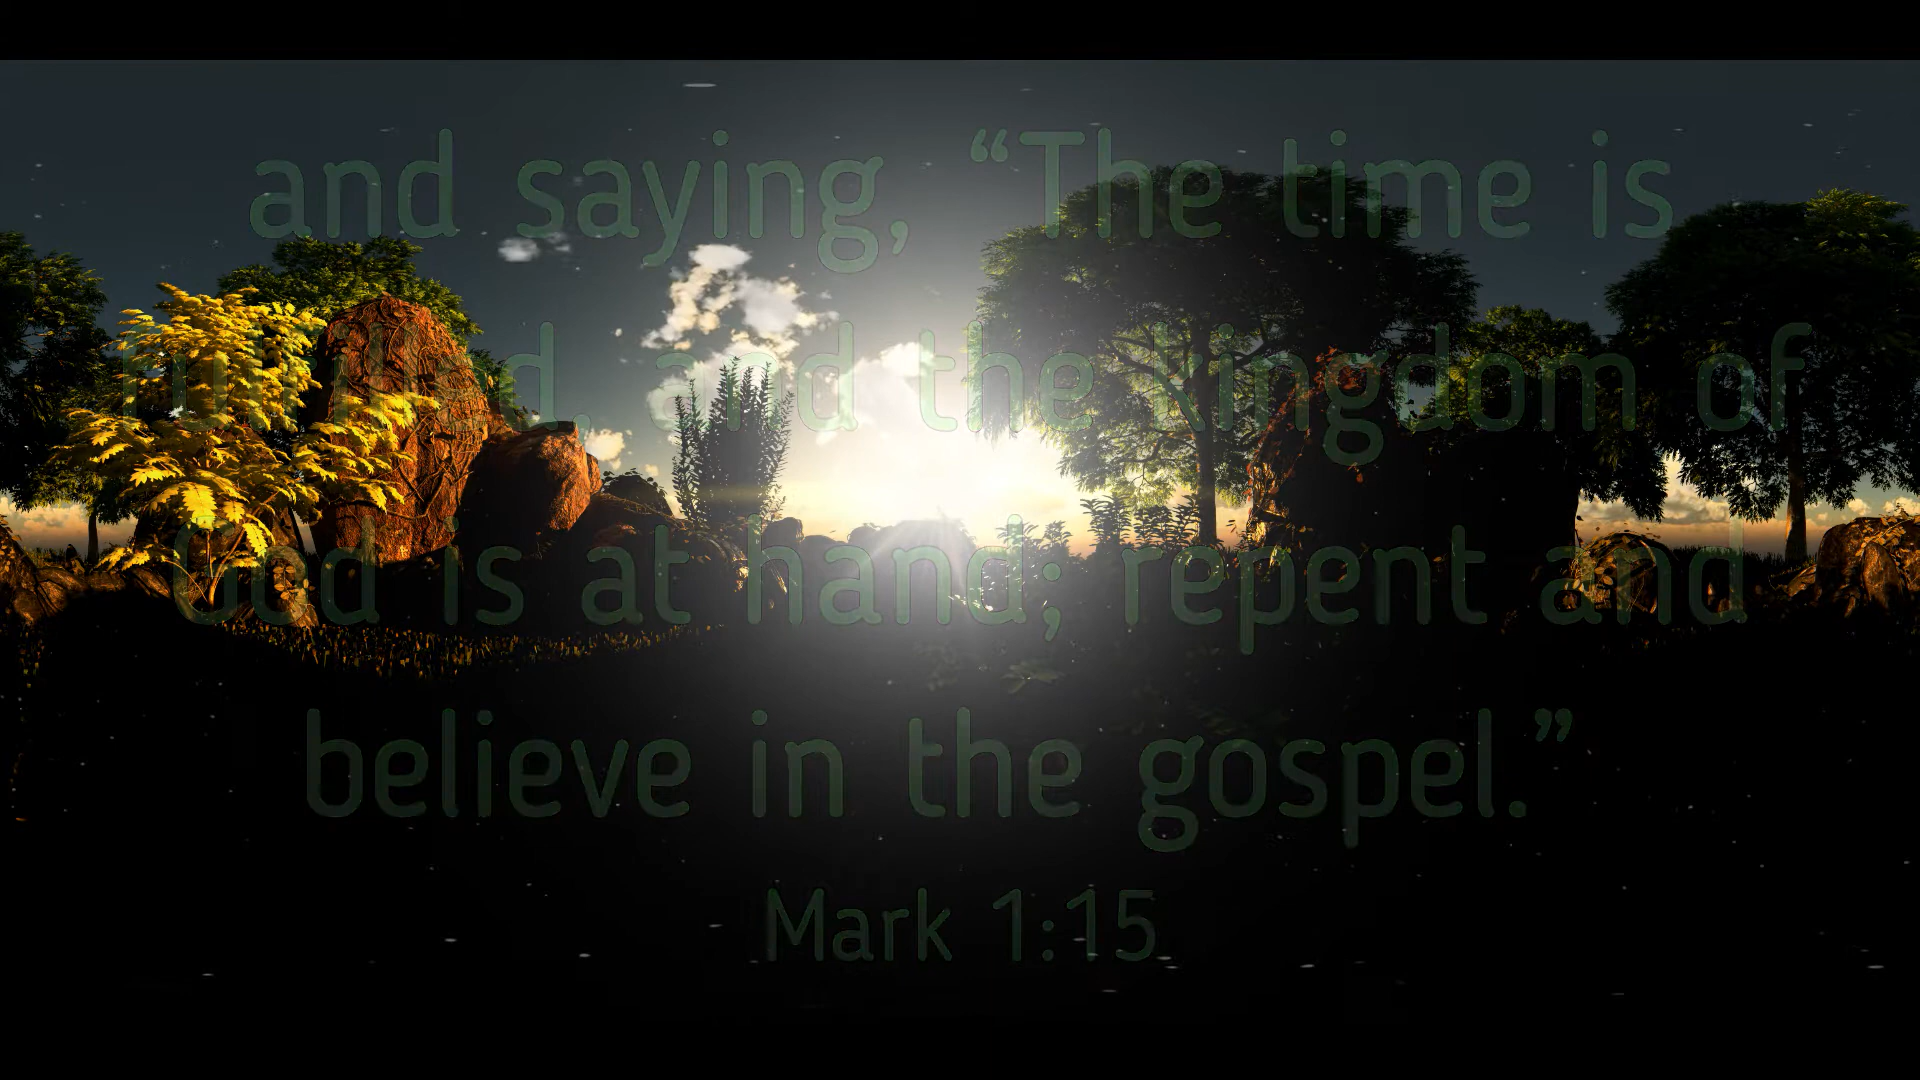 and saying, “The time is
fulfilled, and the kingdom of
God is at hand; repent and
believe in the gospel.”
Mark 1:15